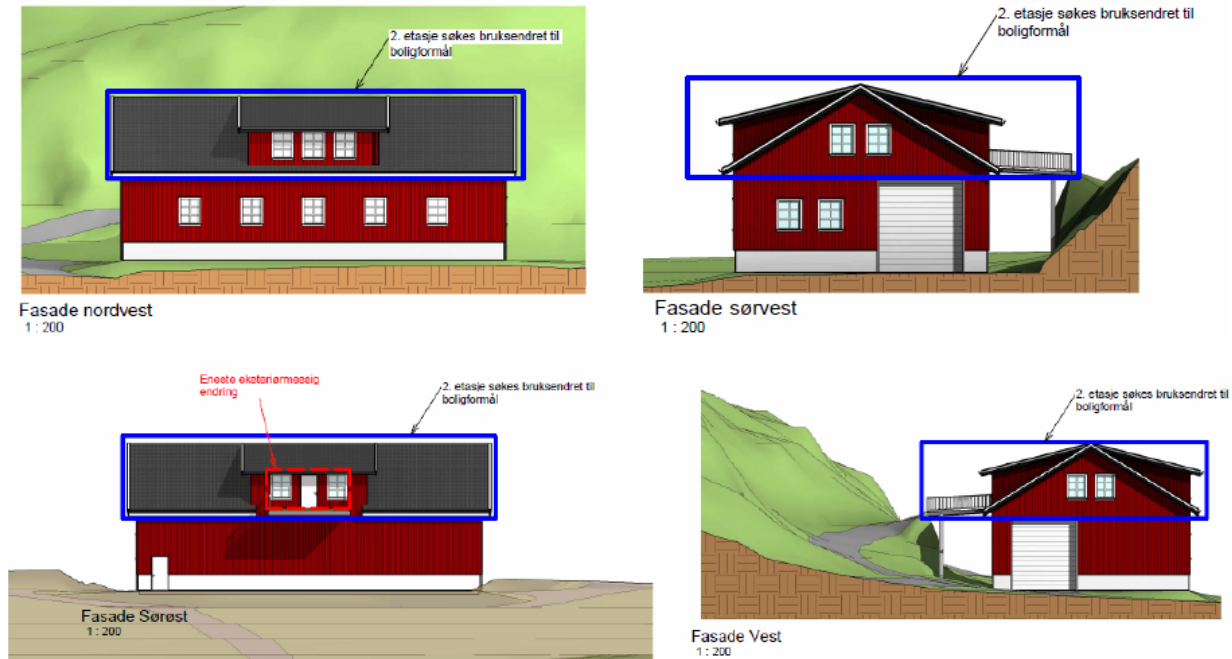 2. etasje søkes bruksendret til
boligformål
Fasade nordvest
1 : 200
2. etasje søkes bruksendret til
boligformål
Fasade sørvest
1 : 200
Eneste eksteriørmessig
endring
2. etasje søkes bruksendret til
boligformål
Fasade Sørøst
1 : 200
2. etasje søkes bruksendret til
boligformål
Fasade Vest
1 : 200